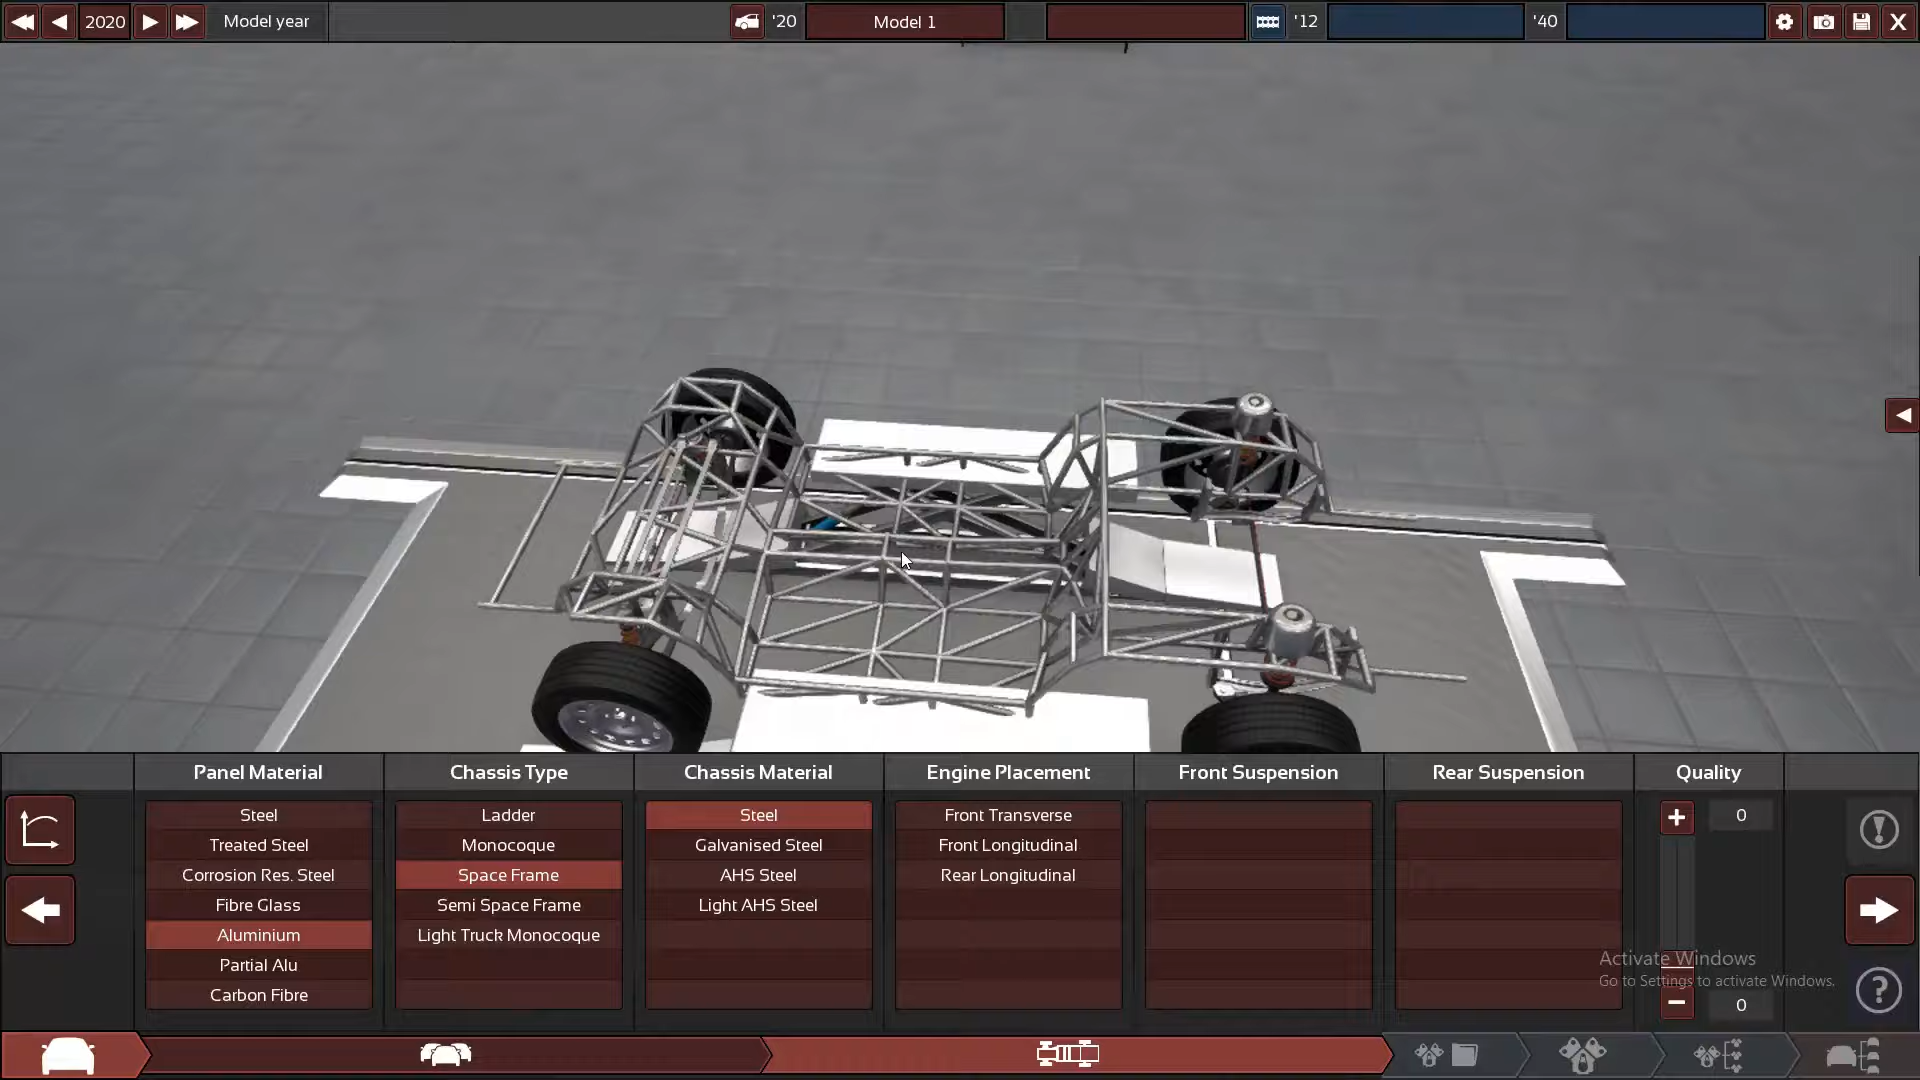 2020
Model year
'20
Model 1
'12
'40
Panel Material
Chassis Type
Chassis Material
Engine Placement
Front Suspension
Rear Suspension
Quality
Steel
Treated Steel
Corrosion Res. Steel
Fibre Glass
Aluminium
Partial Alu
Carbon Fibre
Ladder
Monocoque
Space Frame
Semi Space Frame
Light Truck Monocoque
Steel
Galvanised Steel
AHS Steel
Light AHS Steel
Front Transverse
Front Longitudinal
Rear Longitudinal
0
0
Activate Windows
Go to Settings to activate Windows.